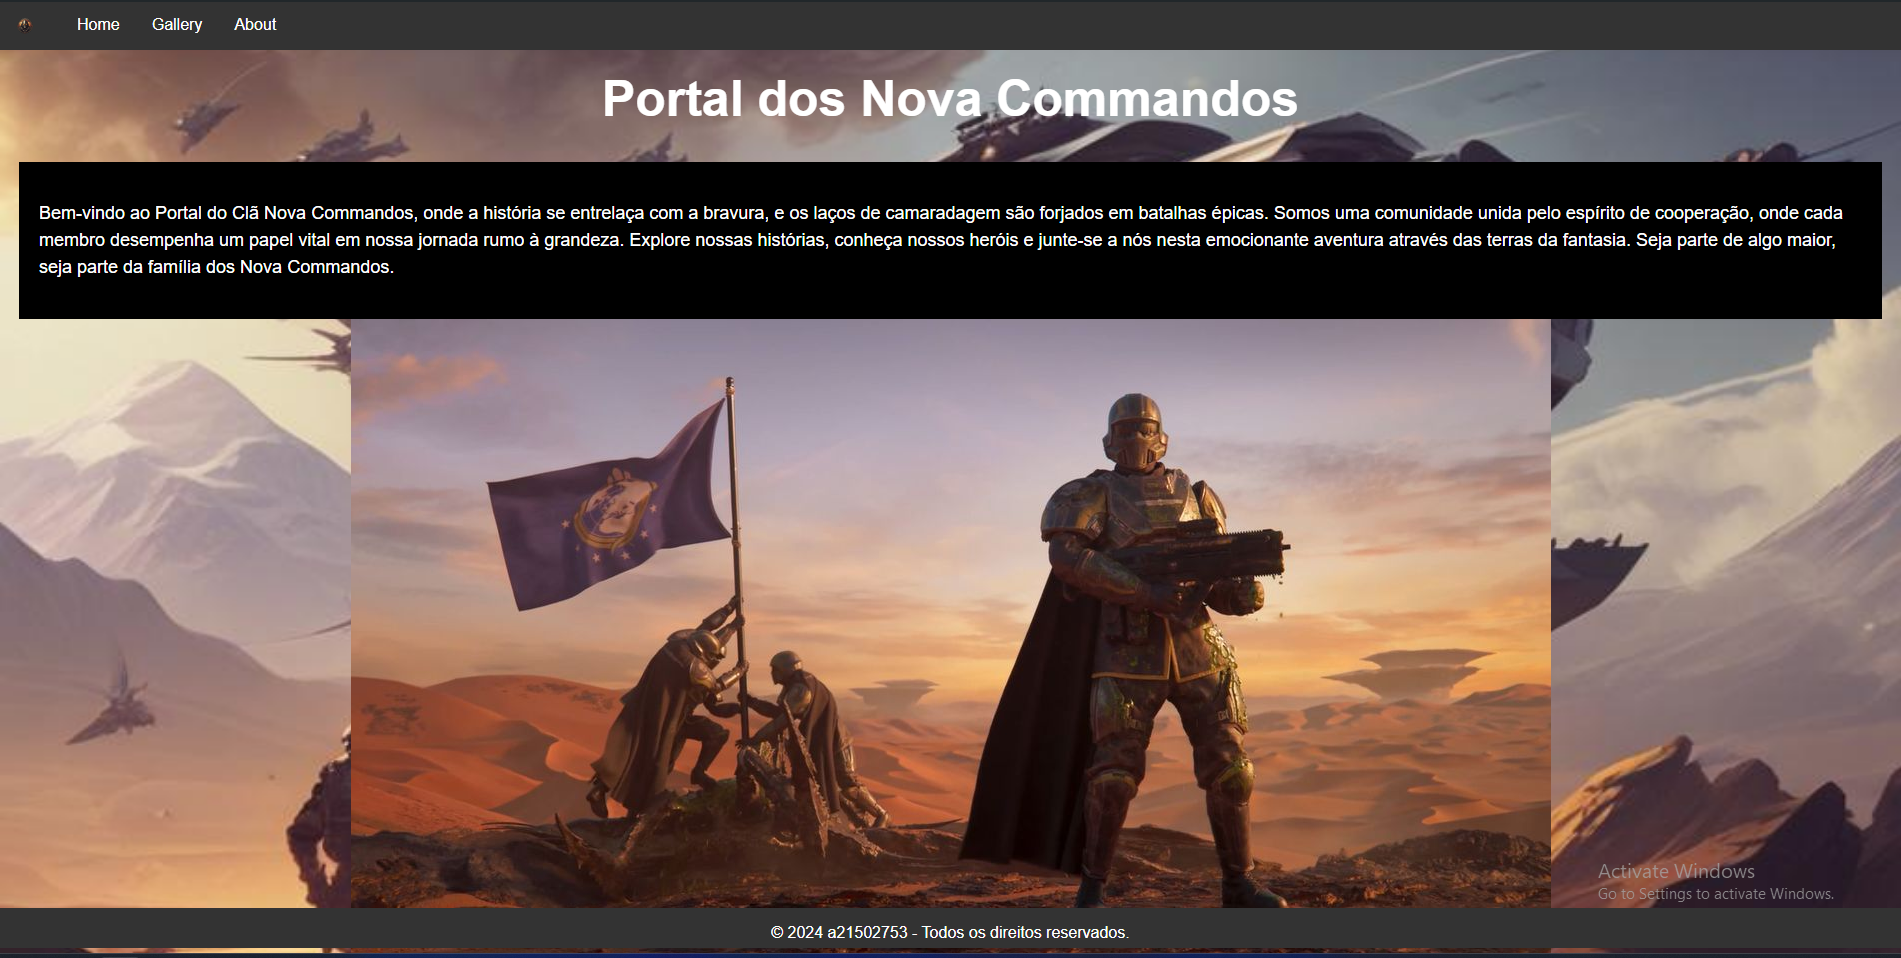 Home Gallery About
Portal dos Nova Commandos
Bem-vindo ao Portal do Clã Nova Commandos, onde a história se entrelaça com a bravura, e os laços de camaradagem são forjados em batalhas épicas. Somos uma comunidade unida pelo espírito de cooperação, onde cada
membro desempenha um papel vital em nossa jornada rumo à grandeza. Explore nossas histórias, conheça nossos heróis e junte-se a nós nesta emocionante aventura através das terras da fantasia. Seja parte de algo maior,
seja parte da família dos Nova Commandos.
Activate Windows
Go to Settings to activate Windows.
© 2024 a21502753 - Todos os direitos reservados.